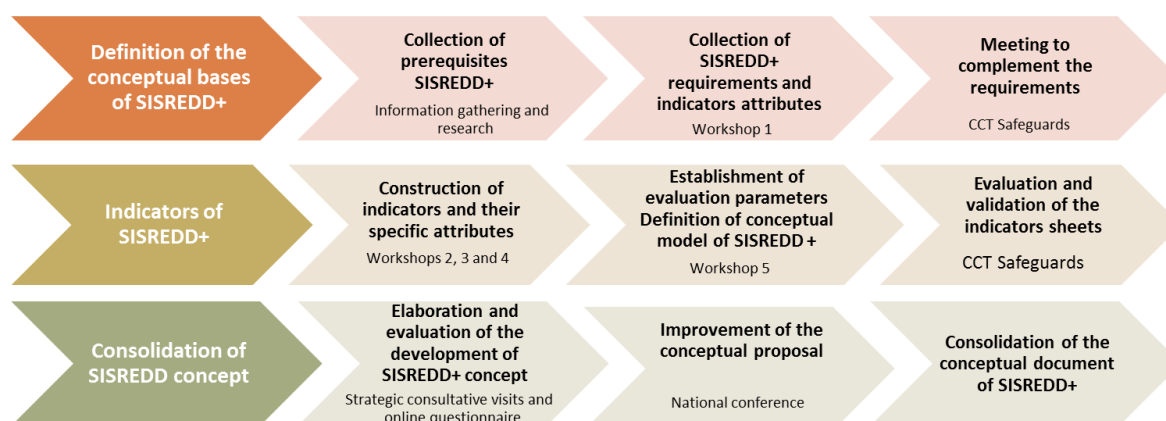 Definition of the
conceptual bases
of SISREDD+
Collection of
prerequisites
SISREDD+
Information gathering and
research
Collection of
SISREDD+
requirements and
indicators attributes
Workshop 1
Meeting to
complement the
requirements
CCT Safeguards
Indicators of
SISREDD+
Construction of
indicators and their
specific attributes
Workshops 2, 3 and 4
Establishment of
evaluation parameters
Definition of conceptual
model of SISREDD +
Workshop 5
Evaluation and
validation of the
indicators sheets
CCT Safeguards
Consolidation of
SISREDD concept
Elaboration and
evaluation of the
development of
SISREDD+ concept
Strategic consultative visits and
online questionnaire
Improvement of the
conceptual proposal
National conference
Consolidation of the
conceptual document
of SISREDD+